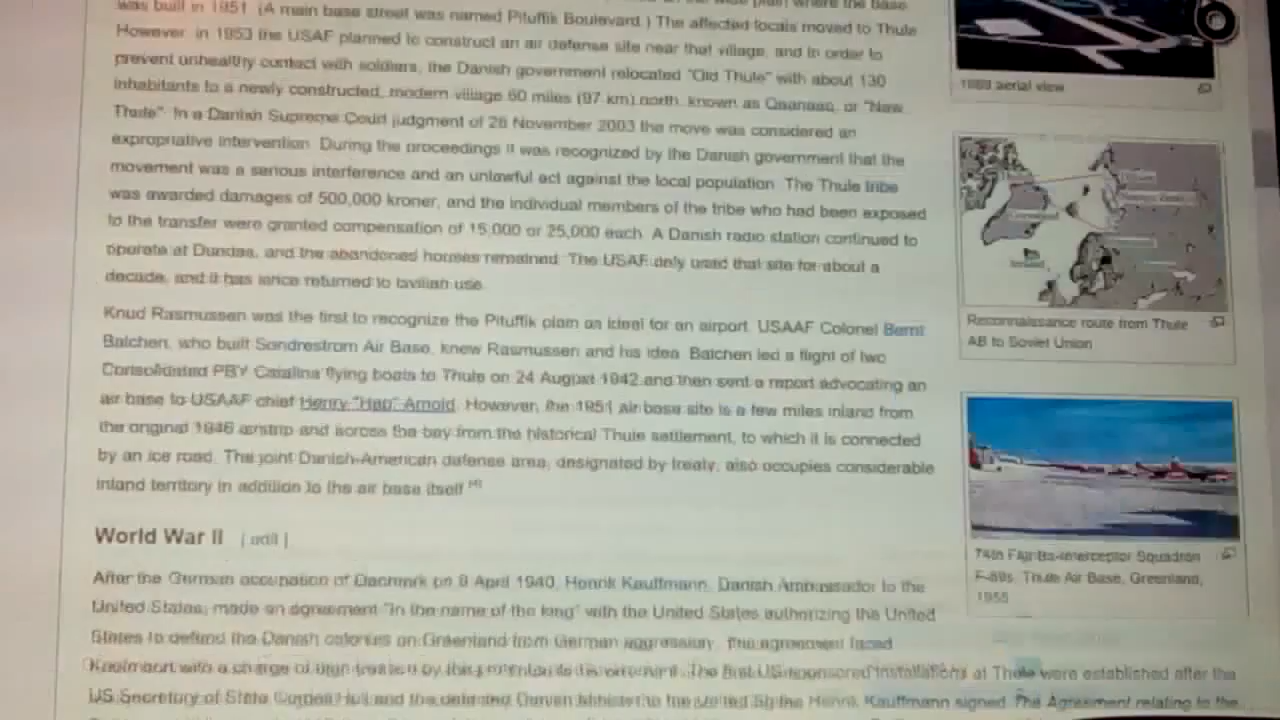 was built in 1951. (A main base street was named Pituffik Boulevard.) The affected locals moved to Thule
However, in 1953 the USAF planned to construct an air defense site near that village, and in order to
prevent unhealthy contact with soldiers, the Danish government relocated "Old Thule" with about 130
inhabitants to a newly constructed, modern village 60 miles (97 km) north, known as Qaanaaq, or "New
Thule". In a Danish Supreme Court judgment of 28 November 2003 the move was considered an
expropriative intervention. During the proceedings it was recognized by the Danish government that the
movement was a serious interference and an unlawful act against the local population. The Thule tribe
was awarded damages of 500,000 kroner, and the individual members of the tribe who had been exposed
to the transfer were granted compensation of 15,000 or 25,000 each. A Danish radio station continued to
operate at Dundas, and the abandoned houses remained. The USAF only used that site for about a
decade, and it has returned to use.
Knud Rasmussen was the first to recognize the Pituffik plain as ideal for an airport. USAAF Colonel Bernt
Balchen, who built Sondrestrom Air Base, knew Rasmussen and his idea. Balchen led a flight of two
Consolidated PBY Catalina flying boats to Thule on 24 August 1942 and then sent a report advocating an
air base to USAAF chief Henry "Hap" Arnold. However, the 1951 air base site is a few miles inland from
the original 1946 airstrip and across the bay from the historical Thule settlement, to which it is connected
by an ice road. The joint Danish-American defense area, designated by treaty, also occupies considerable
inland territory in addition to the air base itself.[4]
World War II [ edit ]
After the German occupation of Denmark on 9 April 1940, Henrik Kauffmann, Danish Ambassador to the
United States, made an agreement "In the name of the king" with the United States authorizing the United
States to defend the Danish colonies on Greenland from German aggression. This agreement faced
Kauffmann with a charge of high treason by the government. The first US-sponsored installations at Thule were established after the
US Secretary of State Hull and the Danish Minister to the United States Henrik Kauffmann signed The Agreement relating to the
1989 aerial view
Greenland
Iceland
Reconnaissance route from Thule
AB to Soviet Union
74th Interceptor Squadron
F-89s, Thule Air Base, Greenland,
1955